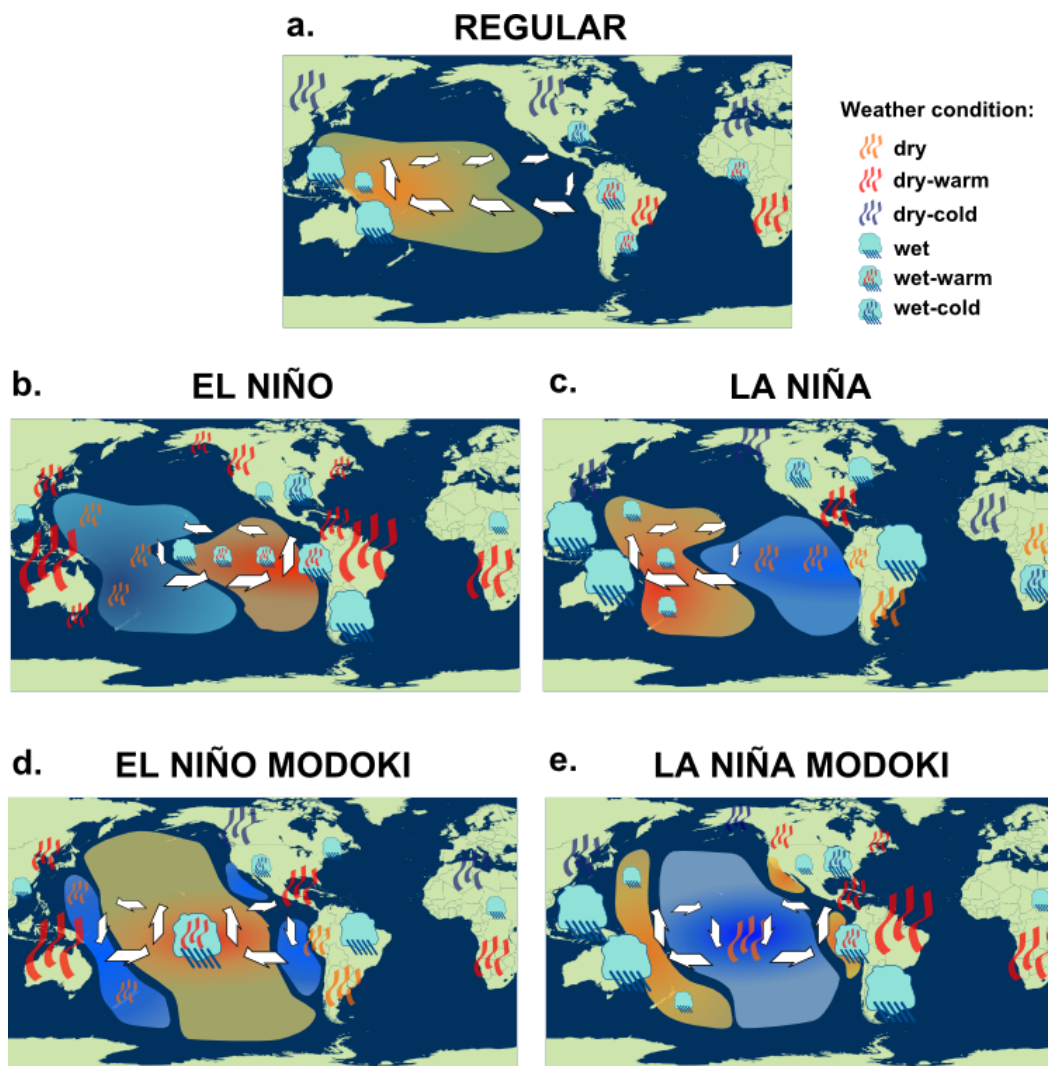 a. REGULAR
Weather condition:
dry
dry-warm
dry-cold
wet
wet-warm
wet-cold
b. EL NIÑO
c. LA NIÑA
d. EL NIÑO MODOKI
e. LA NIÑA MODOKI